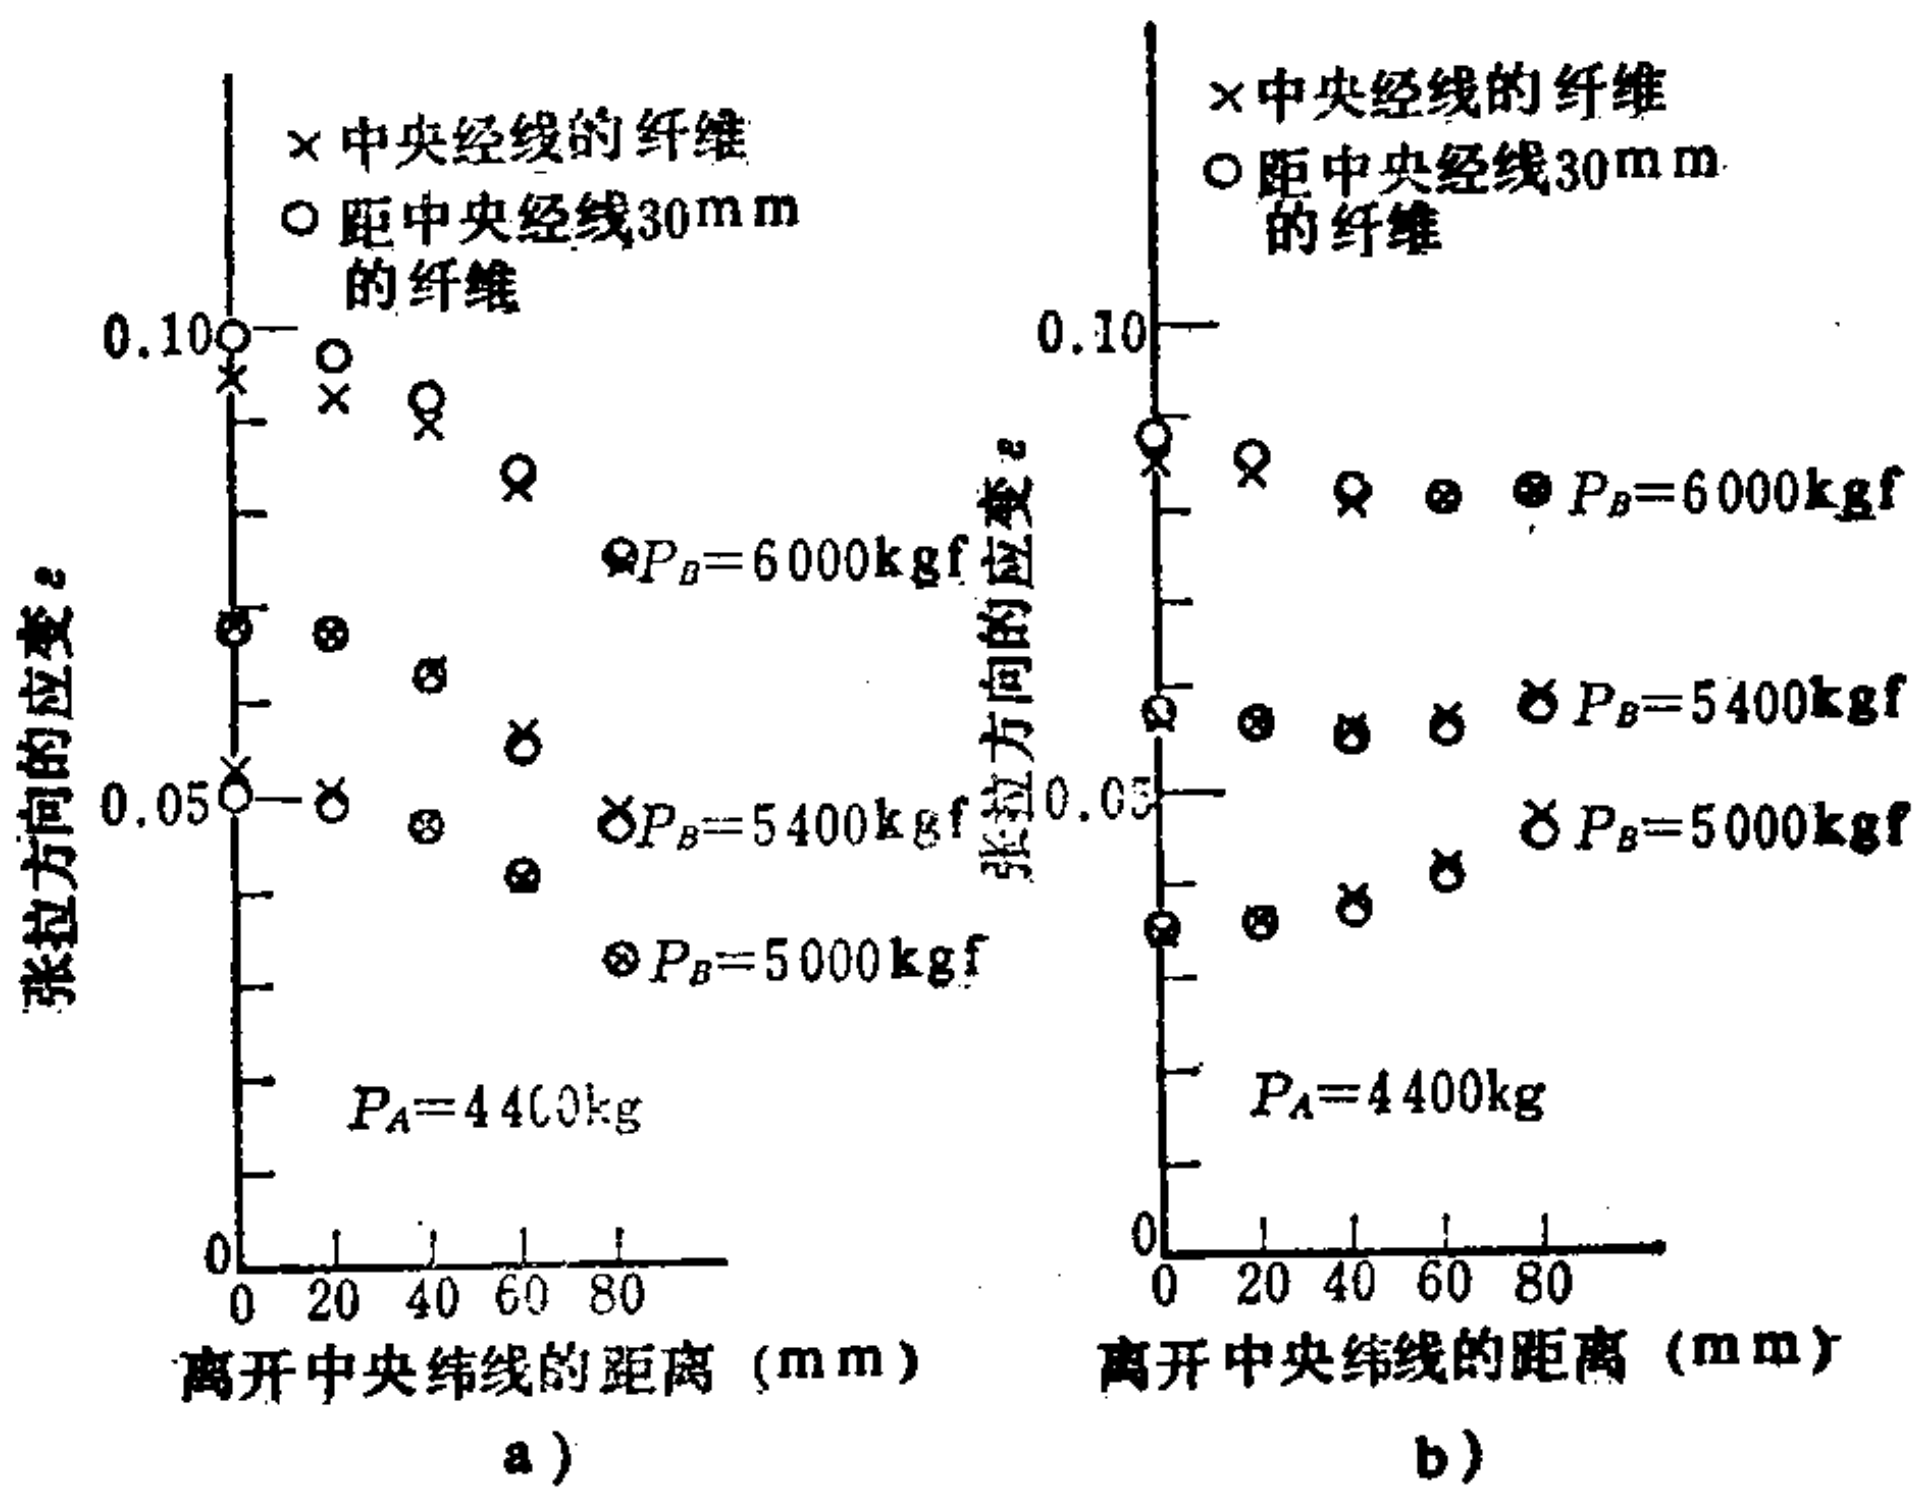 × 中央经线的纤维
○ 距中央经线30mm
的纤维
0.10
P_B=6000kgf
0.05
P_B=5400kgf
P_B=5000kgf
P_A=4400kg
0
0 20 40 60 80
张拉方向的应变 ε
离开中央纬线的距离 (mm)
a)
× 中央经线的纤维
○ 距中央经线30mm
的纤维
0.10
P_B=6000kgf
P_B=5400kgf
0.05
P_B=5000kgf
P_A=4400kg
0
0 20 40 60 80
张拉方向的应变 ε
离开中央纬线的距离 (mm)
b)